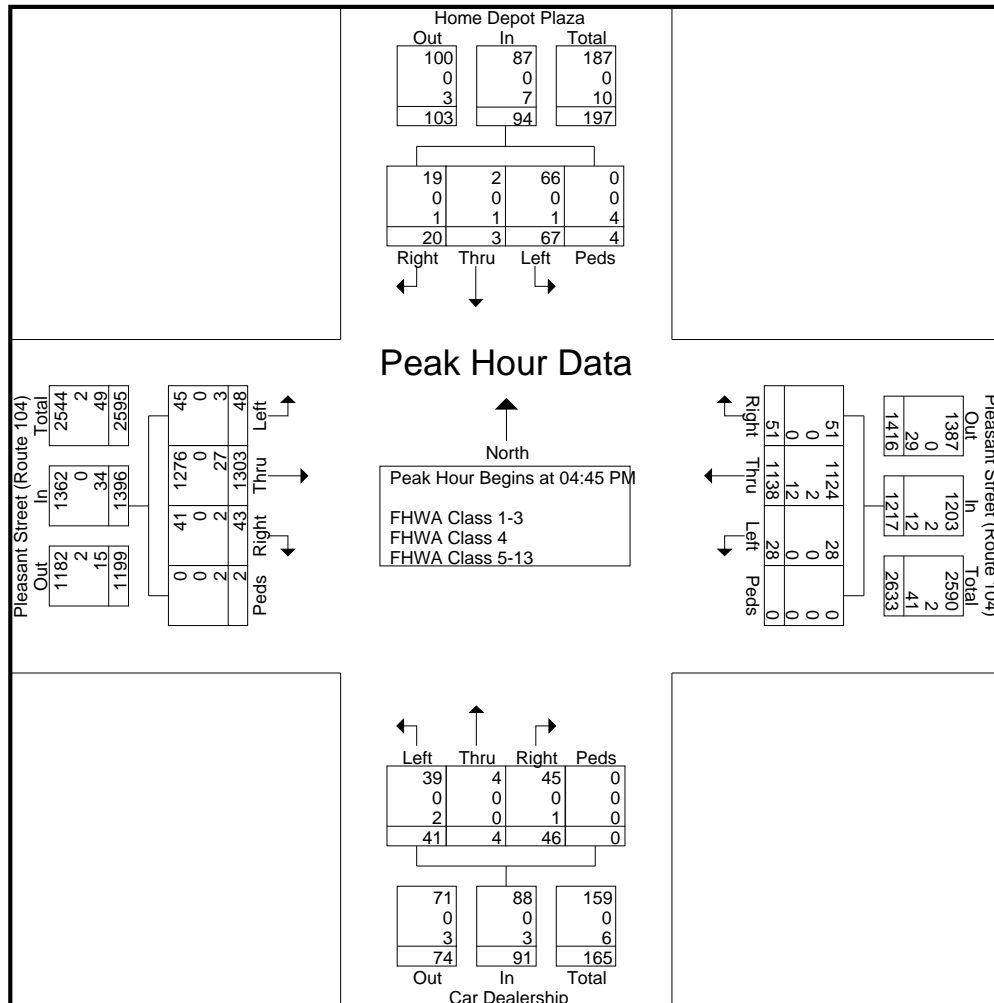 Home Depot Plaza
Out In Total
100 87 187
0 0 0
3 7 10
103 94 197
19 2 66 0
0 0 0 0
1 1 1 4
20 3 67 4
Right Thru Left Peds
Peak Hour Data
North
Peak Hour Begins at 04:45 PM
FHWA Class 1-3
FHWA Class 4
FHWA Class 5-13
Pleasant Street (Route 104)
Total
2544
2
49
2595
In
1362
0
34
1396
Out
1182
2
15
1199
45
0
3
48
Left
1276
0
27
1303
Thru
41
0
2
43
Right
0
0
2
2
Peds
Right
51
0
0
51
Thru
1124
2
12
1138
Left
28
0
0
28
Peds
0
0
0
0
Pleasant Street (Route 104)
Out
1387
0
29
1416
In
1203
2
12
1217
Total
2590
2
41
2633
Left Thru Right Peds
39 4 45 0
0 0 0 0
2 0 1 0
41 4 46 0
71 88 159
0 0 0
3 3 6
74 91 165
Out In Total
Car Dealership